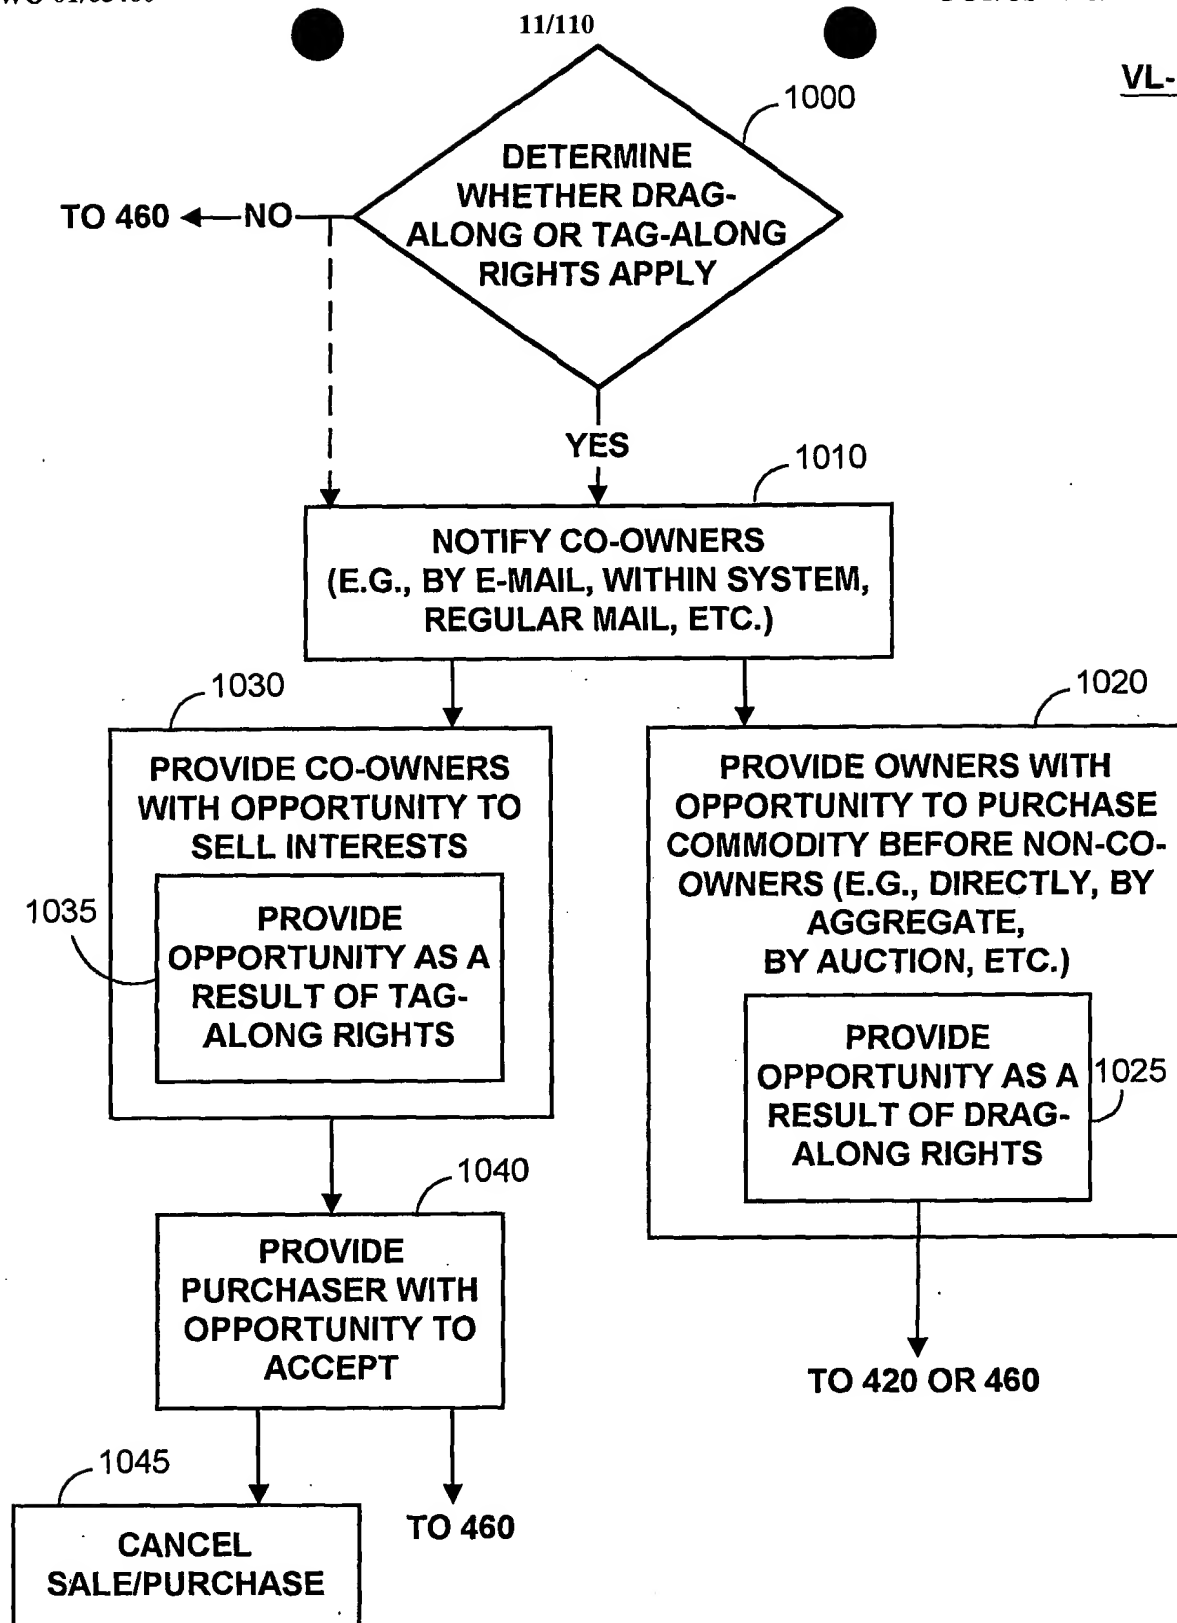 11/110
VL-
1000
DETERMINE
WHETHER DRAG-
ALONG OR TAG-ALONG
RIGHTS APPLY
TO 460
NO
YES
1010
NOTIFY CO-OWNERS
(E.G., BY E-MAIL, WITHIN SYSTEM,
REGULAR MAIL, ETC.)
1030
PROVIDE CO-OWNERS
WITH OPPORTUNITY TO
SELL INTERESTS
1035
PROVIDE
OPPORTUNITY AS A
RESULT OF TAG-
ALONG RIGHTS
1020
PROVIDE OWNERS WITH
OPPORTUNITY TO PURCHASE
COMMODITY BEFORE NON-CO-
OWNERS (E.G., DIRECTLY, BY
AGGREGATE,
BY AUCTION, ETC.)
PROVIDE
OPPORTUNITY AS A
RESULT OF DRAG-
ALONG RIGHTS
1025
1040
PROVIDE
PURCHASER WITH
OPPORTUNITY TO
ACCEPT
TO 420 OR 460
1045
CANCEL
SALE/PURCHASE
TO 460